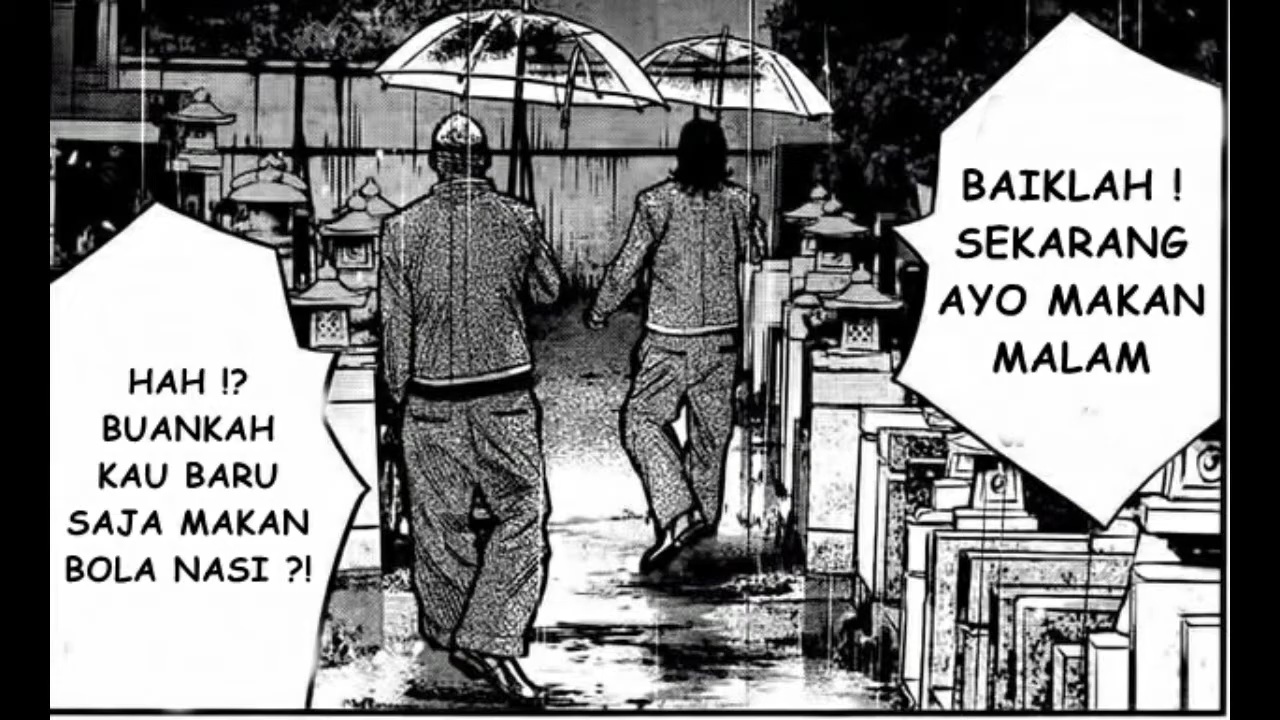 BAIKLAH !
SEKARANG
AYO MAKAN
MALAM
HAH !?
BUANKAH
KAU BARU
SAJA MAKAN
BOLA NASI ?!